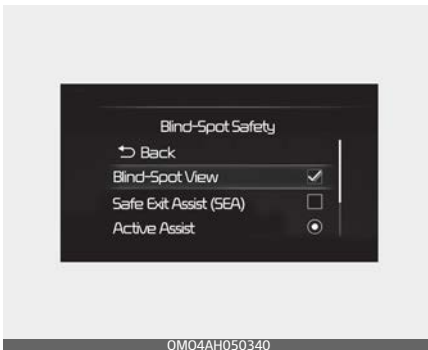 Blind-Spot Safety
Back
Blind-Spot View
Safe Exit Assist (SEA)
Active Assist
OMO4AH050340